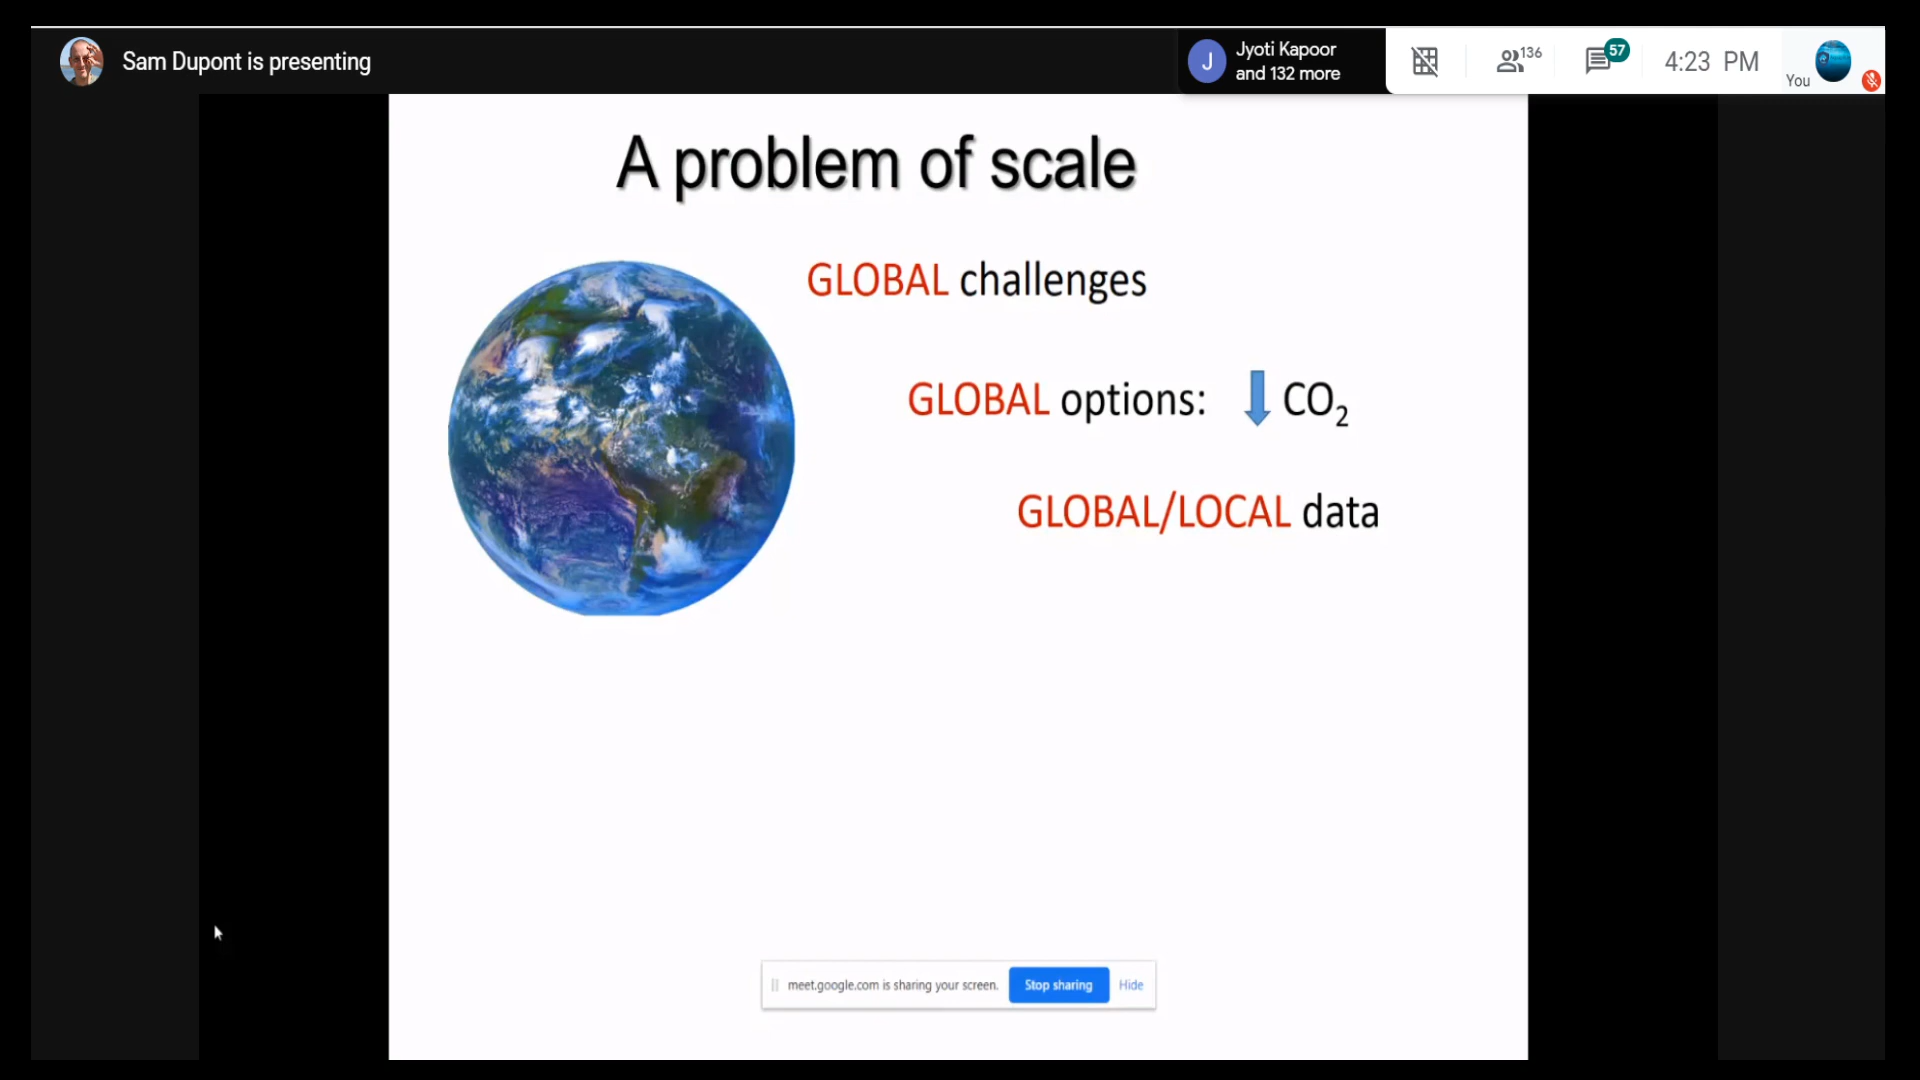 Sam Dupont is presenting
J
Jyoti Kapoor
and 132 more
136
57
4:23 PM
You
A problem of scale
GLOBAL challenges
GLOBAL options: CO₂
GLOBAL/LOCAL data
meet.google.com is sharing your screen. Stop sharing Hide